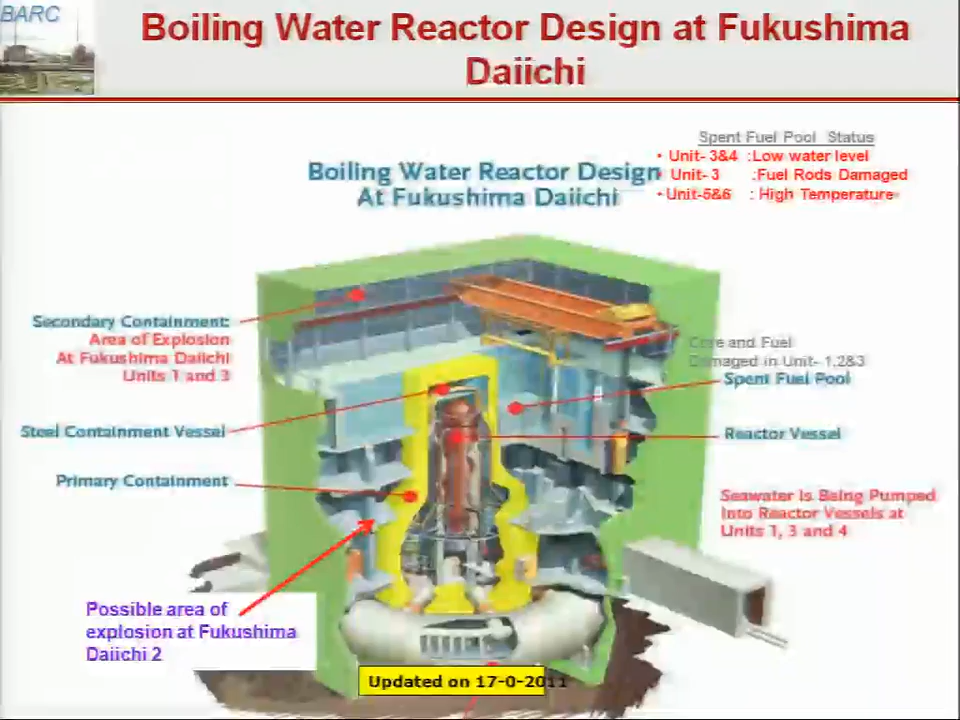 BARC
Boiling Water Reactor Design at Fukushima
Daiichi
Spent Fuel Pool Status
• Unit- 3&4 :Low water level
• Unit- 3 :Fuel Rods Damaged
• Unit-5&6 : High Temperature
Boiling Water Reactor Design
At Fukushima Daiichi
Secondary Containment:
Area of Explosion
At Fukushima Daiichi
Units 1 and 3
Core and Fuel
Damaged in Unit- 1,2&3
Spent Fuel Pool
Steel Containment Vessel
Reactor Vessel
Primary Containment
Seawater Is Being Pumped
Into Reactor Vessels at
Units 1, 3 and 4
Possible area of
explosion at Fukushima
Daiichi 2
Updated on 17-0-2011